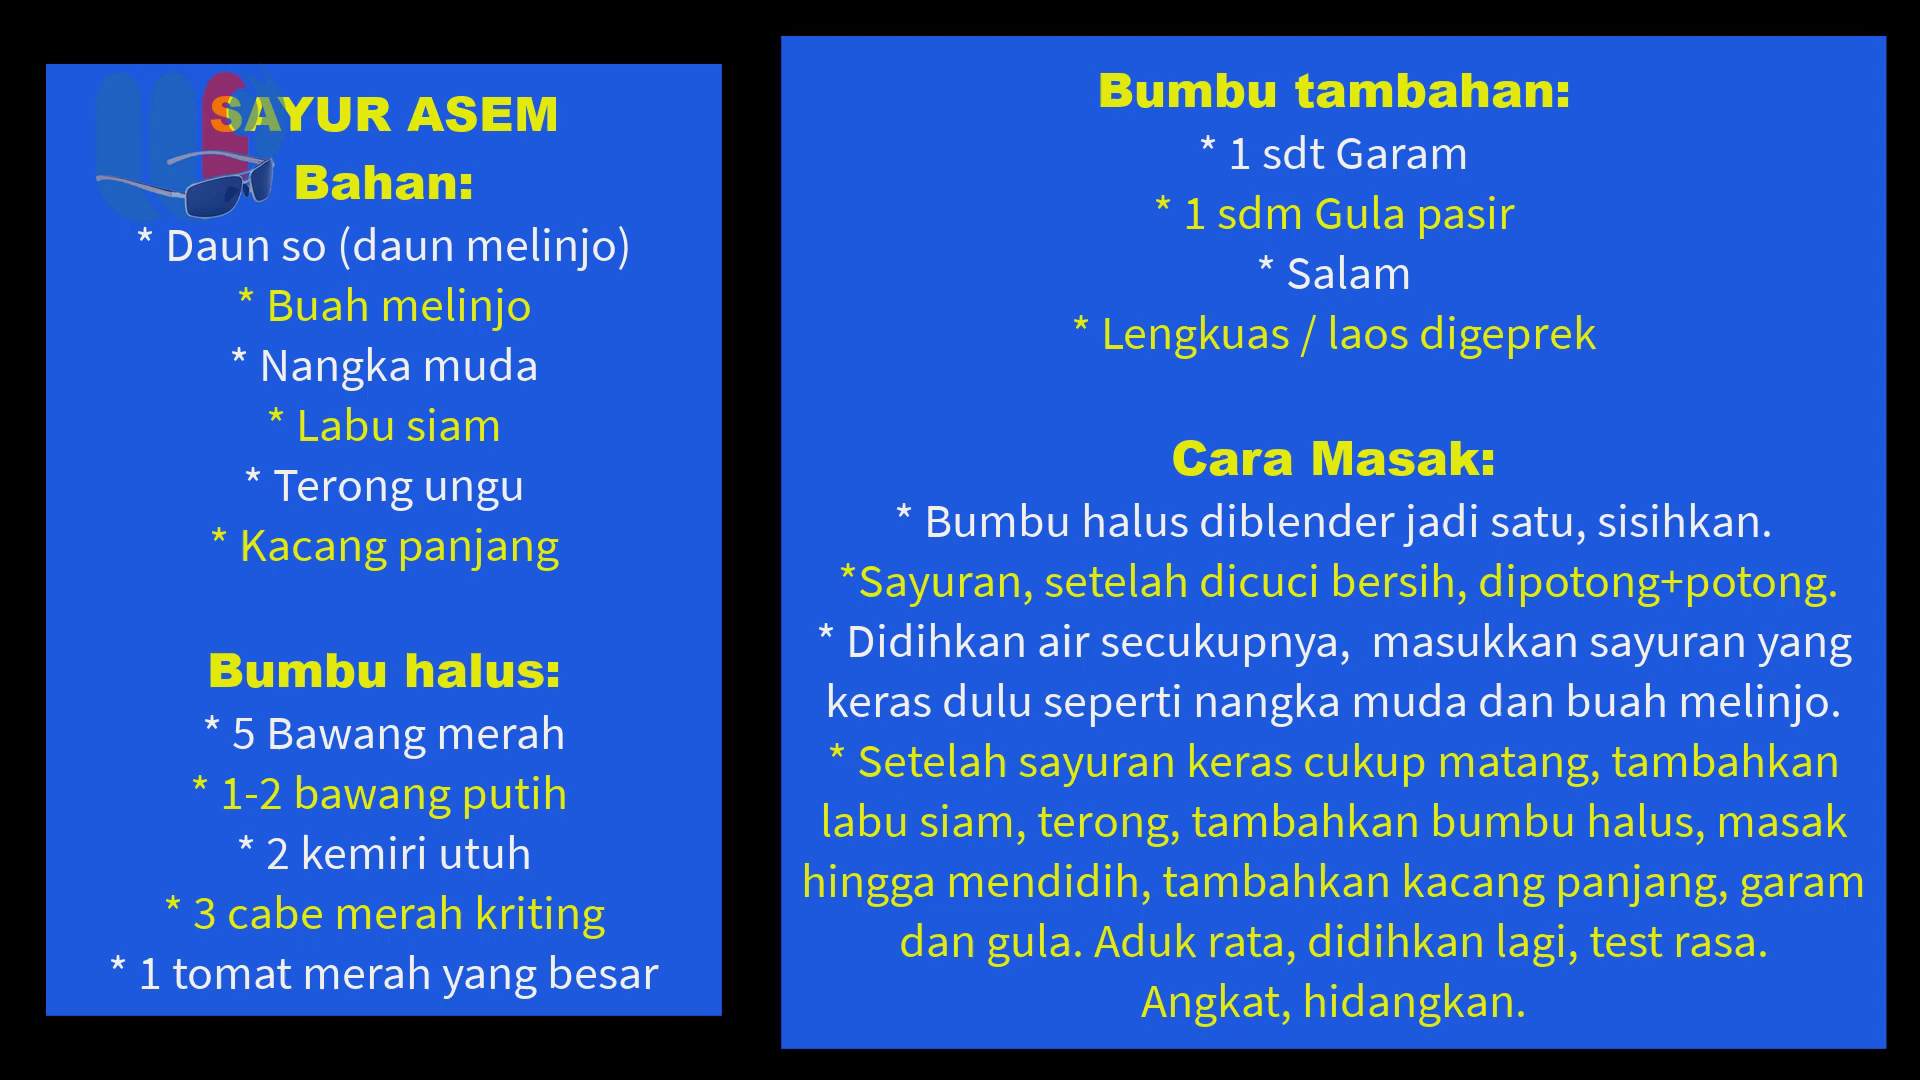 SAYUR ASEM
Bahan:
* Daun so (daun melinjo)
* Buah melinjo
* Nangka muda
* Labu siam
* Terong ungu
* Kacang panjang
Bumbu halus:
* 5 Bawang merah
* 1-2 bawang putih
* 2 kemiri utuh
* 3 cabe merah kriting
* 1 tomat merah yang besar
Bumbu tambahan:
* 1 sdt Garam
* 1 sdm Gula pasir
* Salam
* Lengkuas / laos digeprek
Cara Masak:
* Bumbu halus diblender jadi satu, sisihkan.
*Sayuran, setelah dicuci bersih, dipotong+potong.
* Didihkan air secukupnya,  masukkan sayuran yang
keras dulu seperti nangka muda dan buah melinjo.
* Setelah sayuran keras cukup matang, tambahkan
labu siam, terong, tambahkan bumbu halus, masak
hingga mendidih, tambahkan kacang panjang, garam
dan gula. Aduk rata, didihkan lagi, test rasa.
Angkat, hidangkan.